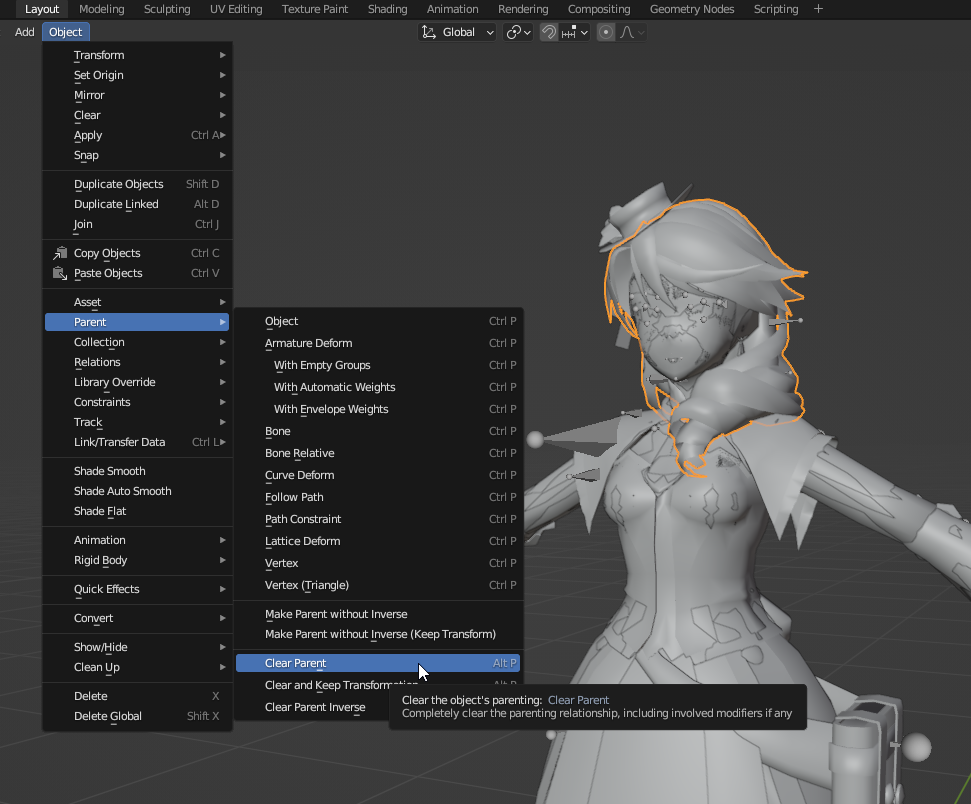 Layout Modeling Sculpting UV Editing Texture Paint Shading Animation Rendering Compositing Geometry Nodes Scripting +
Add Object Global
Transform
Set Origin
Mirror
Clear
Apply Ctrl A
Snap
Duplicate Objects Shift D
Duplicate Linked Alt D
Join Ctrl J
Copy Objects Ctrl C
Paste Objects Ctrl V
Asset
Parent
Collection
Relations
Library Override
Constraints
Track
Link/Transfer Data Ctrl L
Shade Smooth
Shade Auto Smooth
Shade Flat
Animation
Rigid Body
Quick Effects
Convert
Show/Hide
Clean Up
Delete X
Delete Global Shift X
Object Ctrl P
Armature Deform Ctrl P
With Empty Groups Ctrl P
With Automatic Weights Ctrl P
With Envelope Weights Ctrl P
Bone Ctrl P
Bone Relative Ctrl P
Curve Deform Ctrl P
Follow Path Ctrl P
Path Constraint Ctrl P
Lattice Deform Ctrl P
Vertex Ctrl P
Vertex (Triangle) Ctrl P
Make Parent without Inverse
Make Parent without Inverse (Keep Transform)
Clear Parent Alt P
Clear and Keep Transformation Alt P
Clear Parent Inverse
Clear the object's parenting: Clear Parent
Completely clear the parenting relationship, including involved modifiers if any